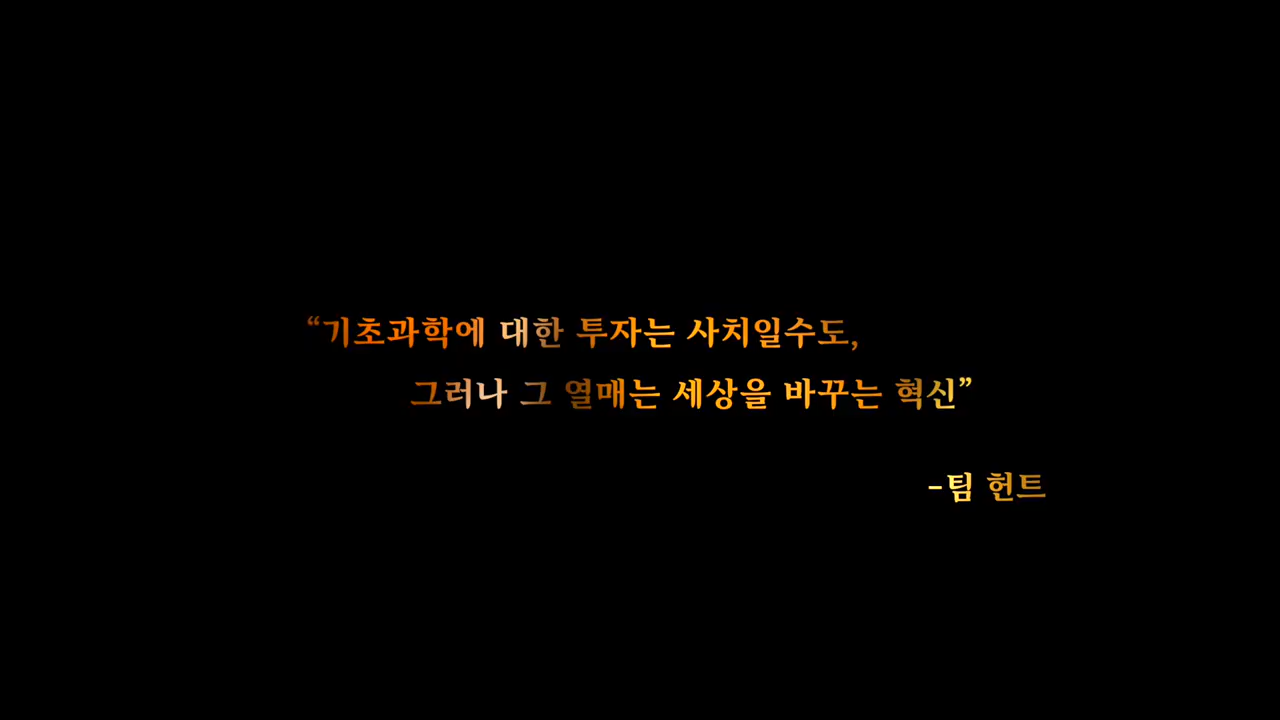 “기초과학에 대한 투자는 사치일수도,
그러나 그 열매는 세상을 바꾸는 혁신”
-팀 헌트